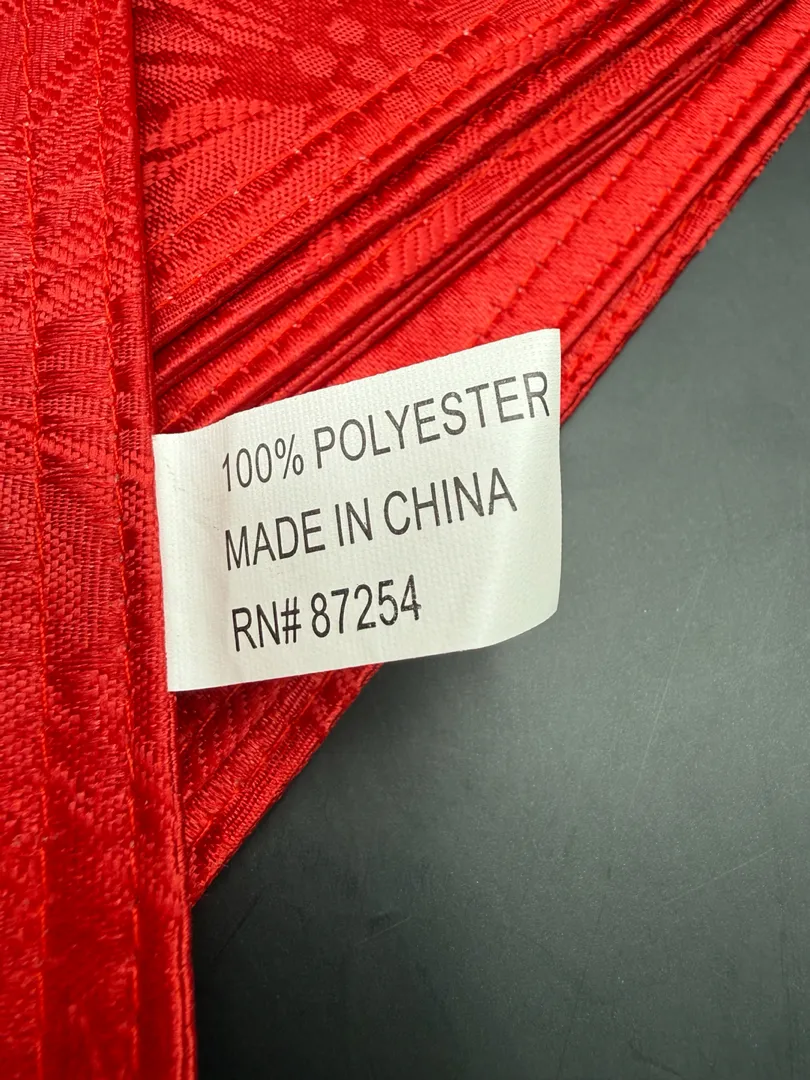 100% POLYESTER
MADE IN CHINA
RN# 87254